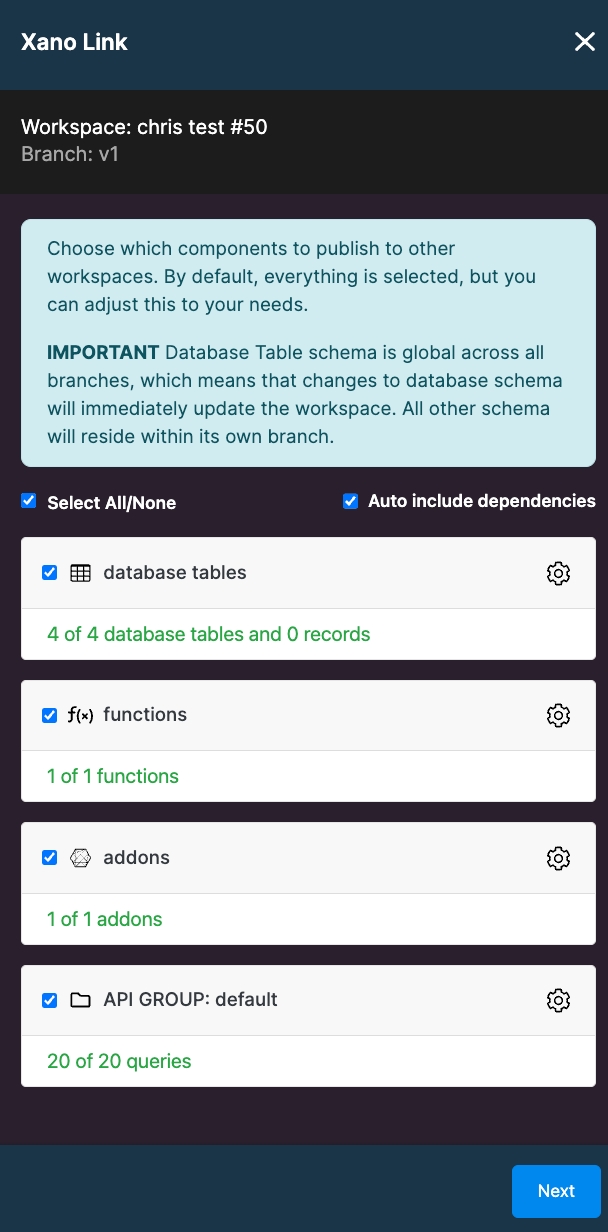 Xano Link
Workspace: chris test #50
Branch: v1
Choose which components to publish to other
workspaces. By default, everything is selected, but you
can adjust this to your needs.
IMPORTANT Database Table schema is global across all
branches, which means that changes to database schema
will immediately update the workspace. All other schema
will reside within its own branch.
Select All/None
Auto include dependencies
database tables
4 of 4 database tables and 0 records
f(x) functions
1 of 1 functions
addons
1 of 1 addons
API GROUP: default
20 of 20 queries
Next